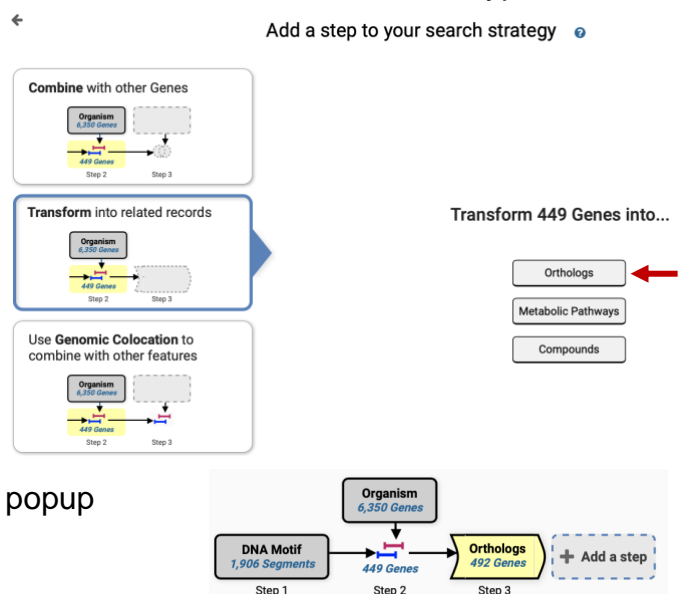 Add a step to your search strategy ?
Combine with other Genes
Organism
6,350 Genes
449 Genes
Step 2 Step 3
Transform into related records
Organism
6,350 Genes
449 Genes
Step 2 Step 3
Use Genomic Colocation to
combine with other features
Organism
6,350 Genes
449 Genes
Step 2 Step 3
Transform 449 Genes into...
Orthologs
Metabolic Pathways
Compounds
popup
Organism
6,350 Genes
DNA Motif
1,906 Segments
449 Genes
Orthologs
492 Genes
+ Add a step
Step 1 Step 2 Step 3